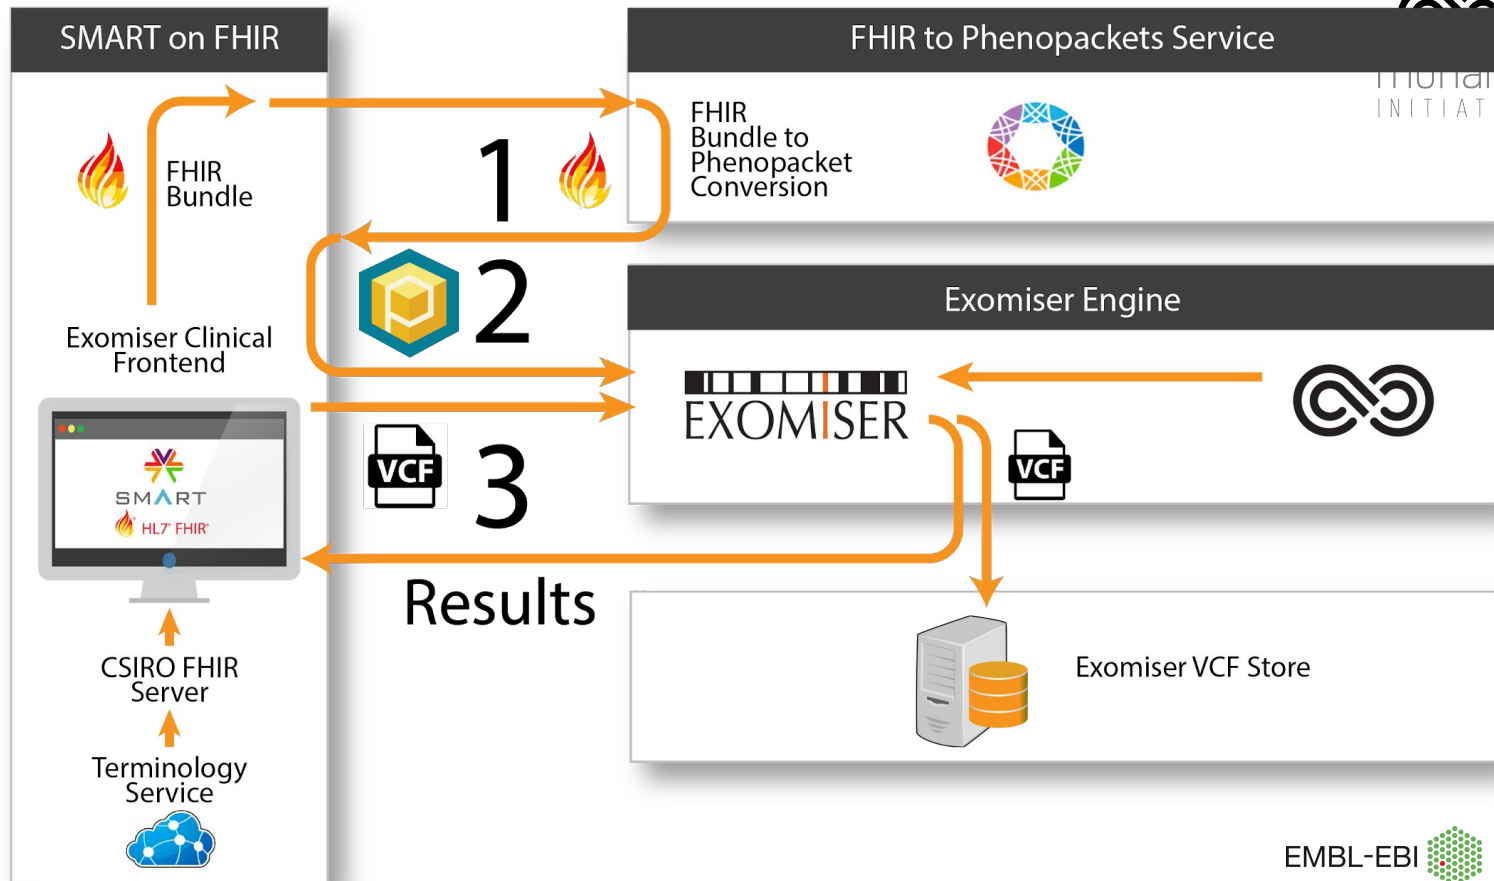 SMART on FHIR
FHIR to Phenopackets Service
INITIAT
FHIR
Bundle
1
FHIR
Bundle to
Phenopacket
Conversion
2
Exomiser Engine
Exomiser Clinical
Frontend
EXOMISER
VCF
3
VCF
SMART
HL7® FHIR®
Results
CSIRO FHIR
Server
Exomiser VCF Store
Terminology
Service
EMBL-EBI